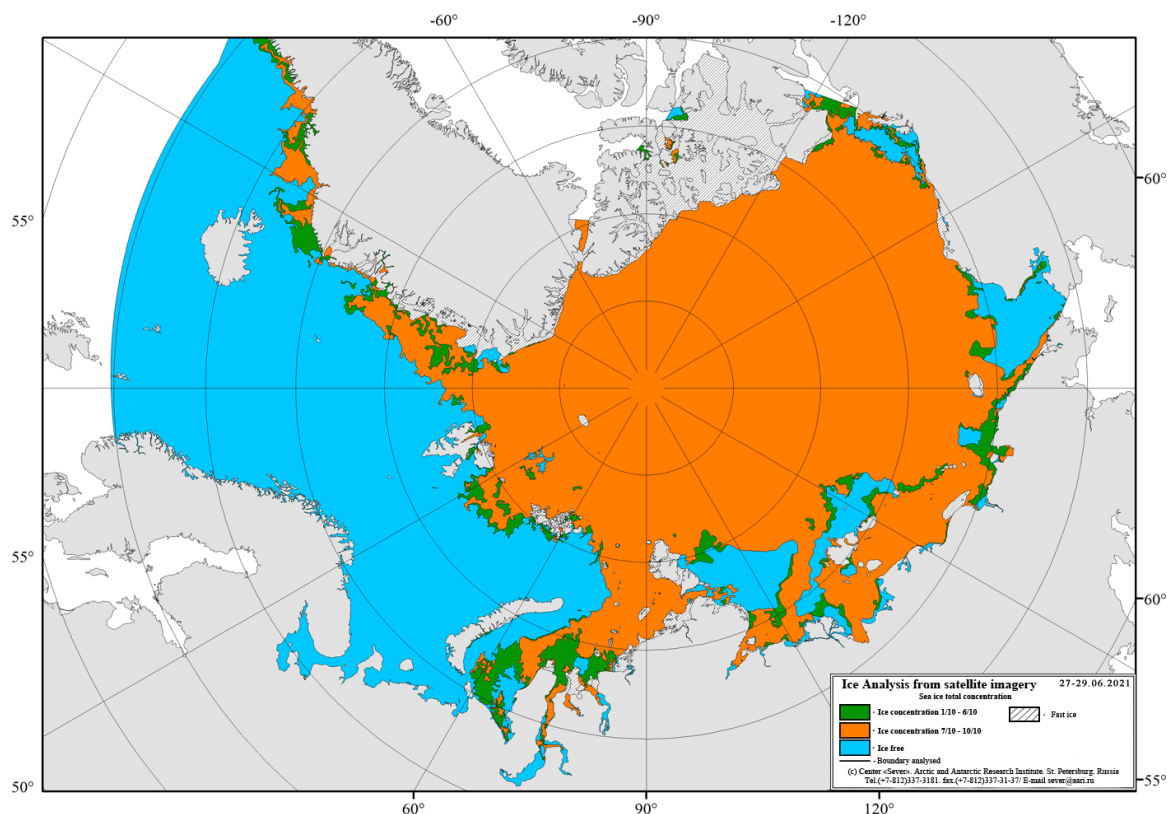 -60° -90° -120°
60°
55°
55° 60°
50° 55°
60° 90° 120°
Ice Analysis from satellite imagery 27-29.06.2021
Sea ice total concentration
- Ice concentration 1/10 - 6/10 - Fast ice
- Ice concentration 7/10 - 10/10
- Ice free
- Boundary analysed
(c) Center «Sever». Arctic and Antarctic Research Institute. St. Petersburg. Russia
Tel.(+7-812)337-3181. fax.(+7-812)337-31-37/ E-mail sever@aari.ru